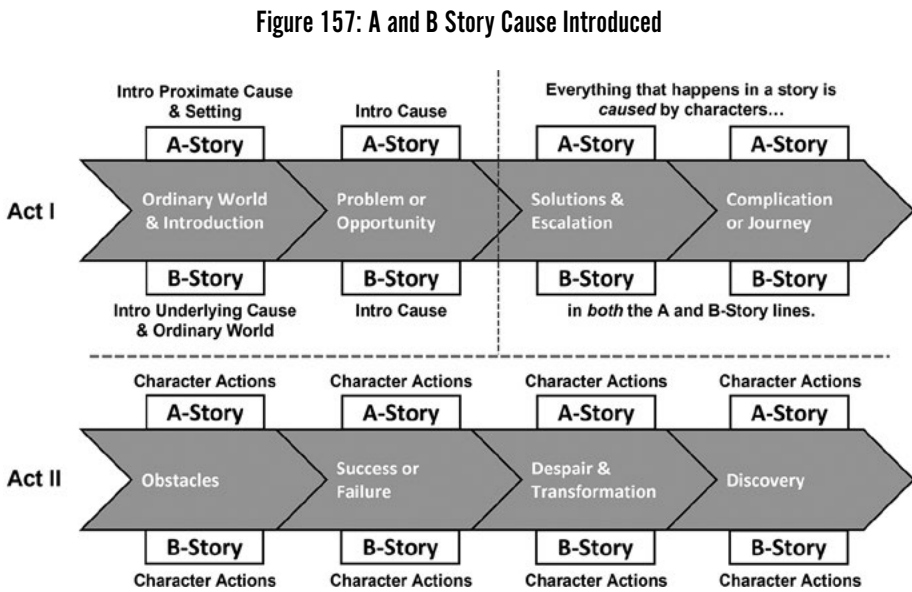 Figure 157: A and B Story Cause Introduced
Intro Proximate Cause
& Setting
Intro Cause
Everything that happens in a story is
caused by characters...
A-Story
A-Story
A-Story
A-Story
Act I
Ordinary World
& Introduction
Problem or
Opportunity
Solutions &
Escalation
Complication
or Journey
B-Story
B-Story
B-Story
B-Story
Intro Underlying Cause
& Ordinary World
Intro Cause
in both the A and B-Story lines.
Character Actions
Character Actions
Character Actions
Character Actions
A-Story
A-Story
A-Story
A-Story
Act II
Obstacles
Success or
Failure
Despair &
Transformation
Discovery
B-Story
B-Story
B-Story
B-Story
Character Actions
Character Actions
Character Actions
Character Actions